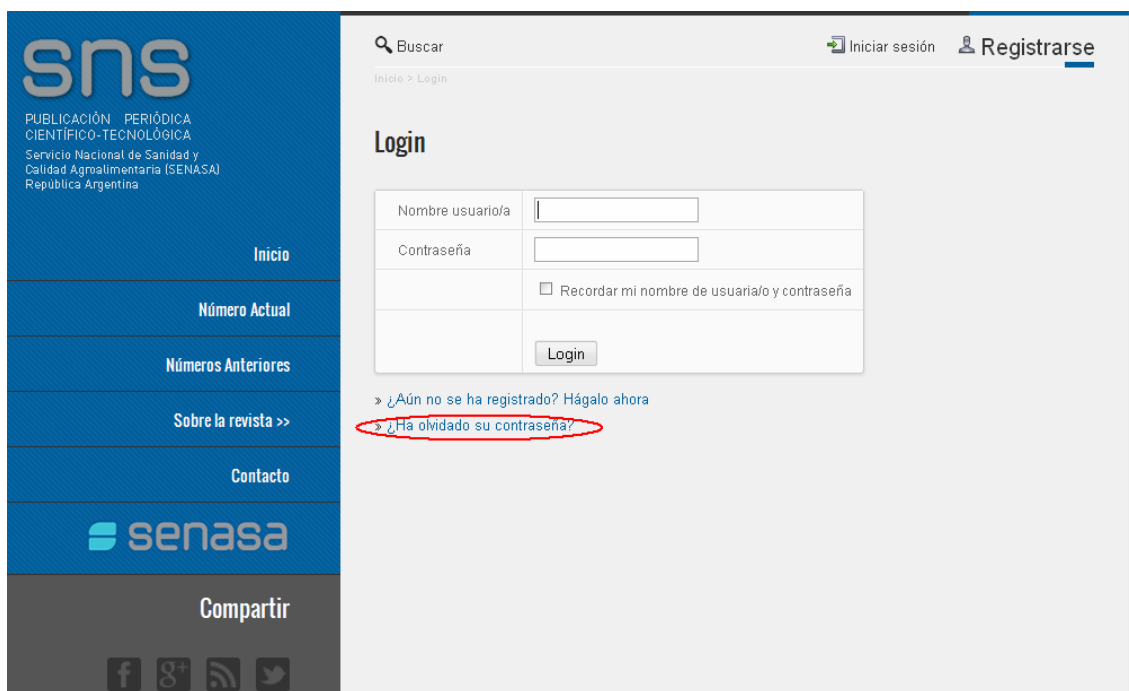 sns
PUBLICACIÓN PERIÓDICA
CIENTÍFICO-TECNOLÓGICA
Servicio Nacional de Sanidad y
Calidad Agroalimentaria (SENASA)
República Argentina
Inicio
Número Actual
Números Anteriores
Sobre la revista >>
Contacto
senasa
Compartir
Buscar
Iniciar sesión
Registrarse
Inicio > Login
Login
Nombre usuario/a
Contraseña
Recordar mi nombre de usuaria/o y contraseña
Login
» ¿Aún no se ha registrado? Hágalo ahora
» ¿Ha olvidado su contraseña?